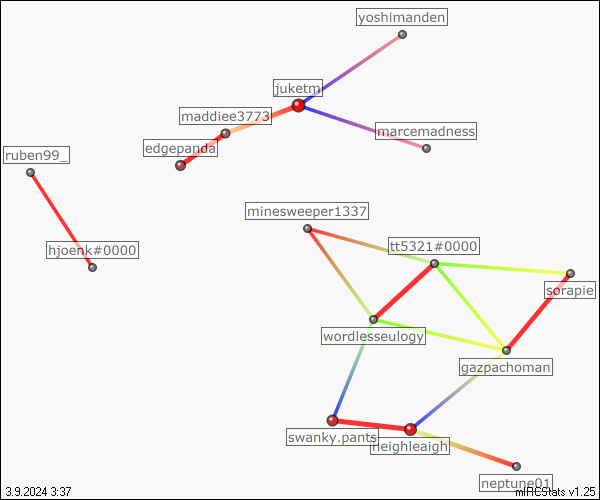 yoshimanden
juketm
maddiee3773
marcemadness
edgepanda
ruben99_
minesweeper1337
hjoenk#0000
tt5321#0000
sorapie
wordlesseulogy
gazpachoman
swanky.pants
neighleaigh
neptune01
3.9.2024 3:37
mIRCStats v1.25